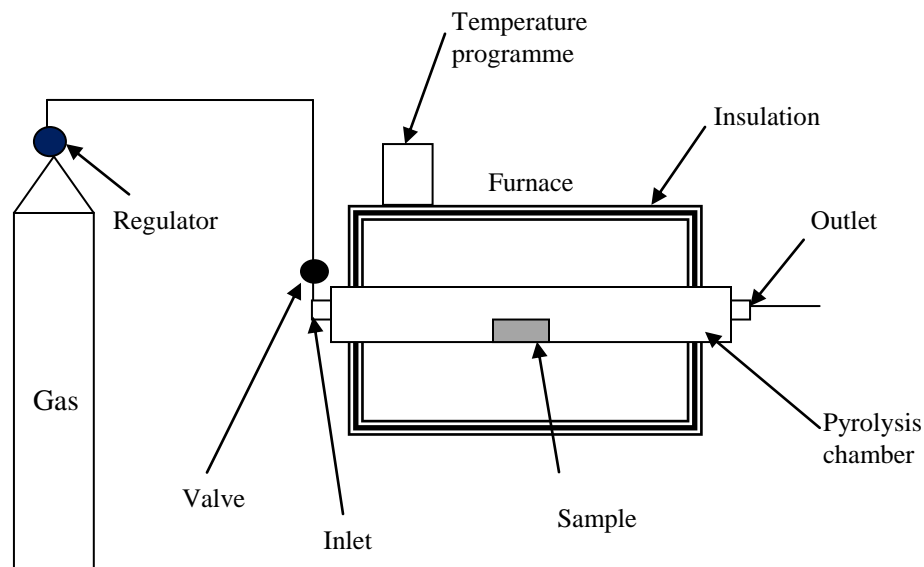 Temperature
programme
Insulation
Furnace
Regulator
Outlet
Gas
Pyrolysis
chamber
Valve
Sample
Inlet